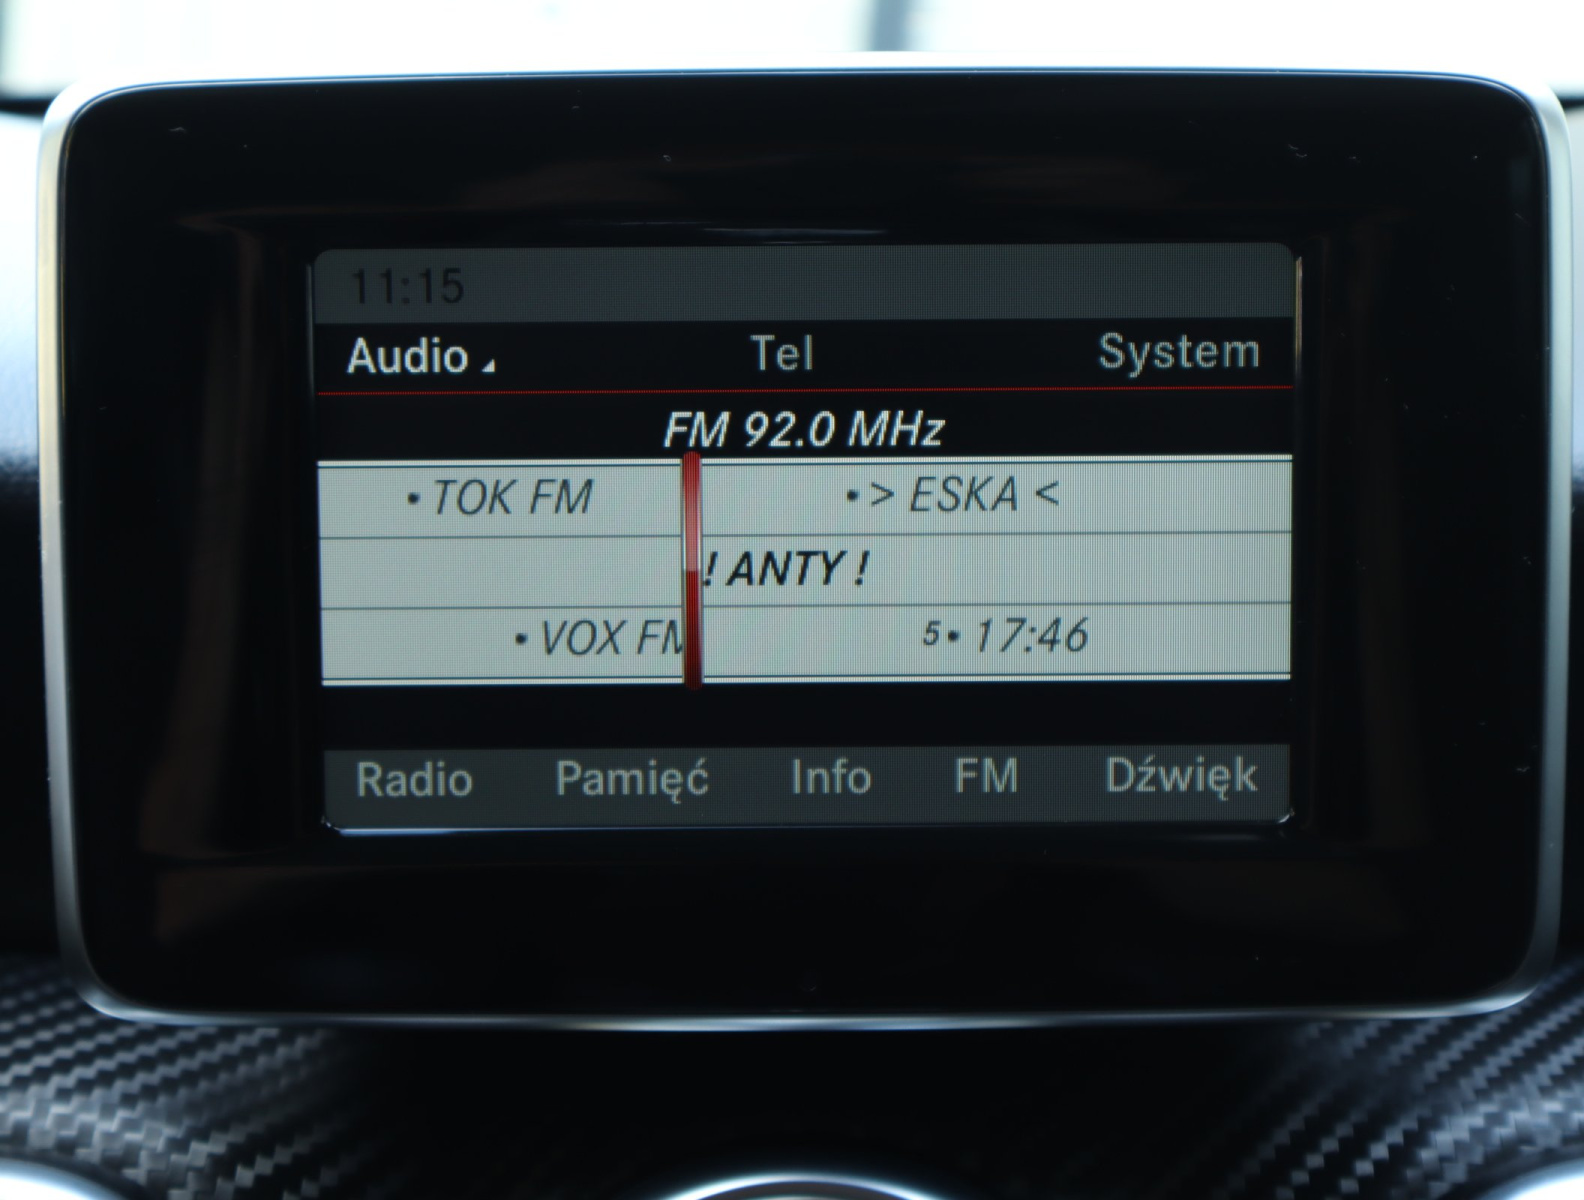 11:15
Audio Tel System
FM 92.0 MHz
• TOK FM • > ESKA <
! ANTY !
• VOX FM 5 • 17:46
Radio Pamięć Info FM Dźwięk